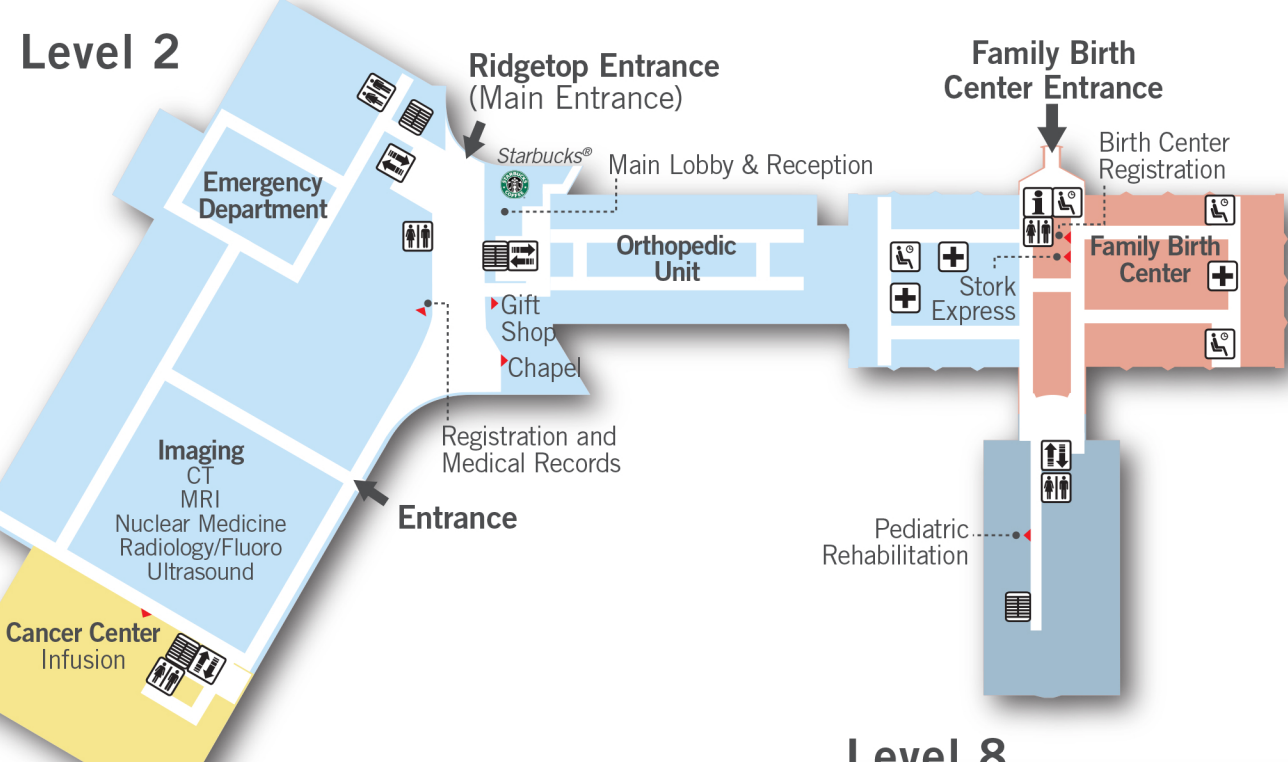 Level 2
Ridgetop Entrance
(Main Entrance)
Family Birth
Center Entrance
Starbucks®
Main Lobby & Reception
Birth Center
Registration
Emergency
Department
Orthopedic
Unit
Family Birth
Center
Stork
Express
Gift
Shop
Chapel
Registration and
Medical Records
Imaging
CT
MRI
Nuclear Medicine
Radiology/Fluoro
Ultrasound
Entrance
Pediatric
Rehabilitation
Cancer Center
Infusion
Level 8